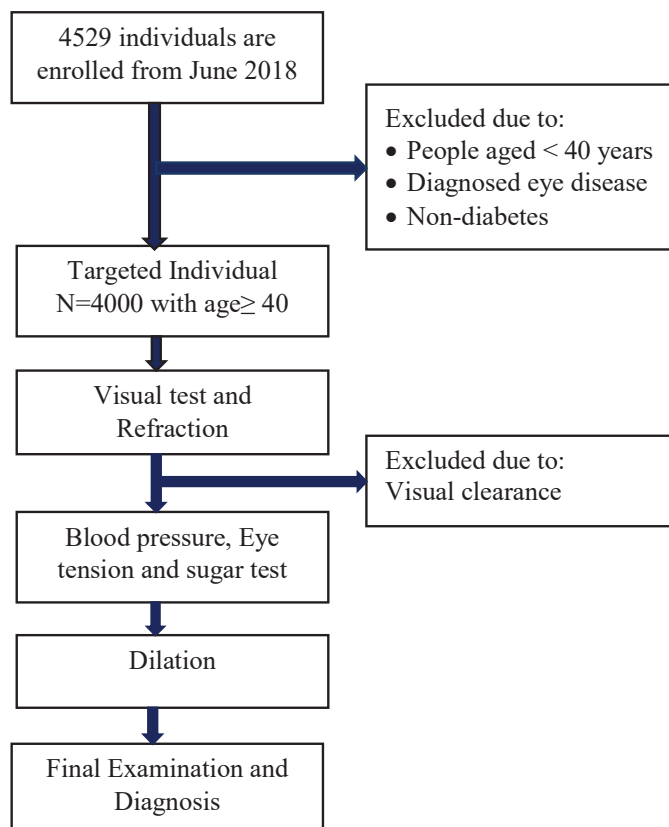 4529 individuals are
enrolled from June 2018
Excluded due to:
• People aged < 40 years
• Diagnosed eye disease
• Non-diabetes
Targeted Individual
N=4000 with age≥ 40
Visual test and
Refraction
Excluded due to:
Visual clearance
Blood pressure, Eye
tension and sugar test
Dilation
Final Examination and
Diagnosis